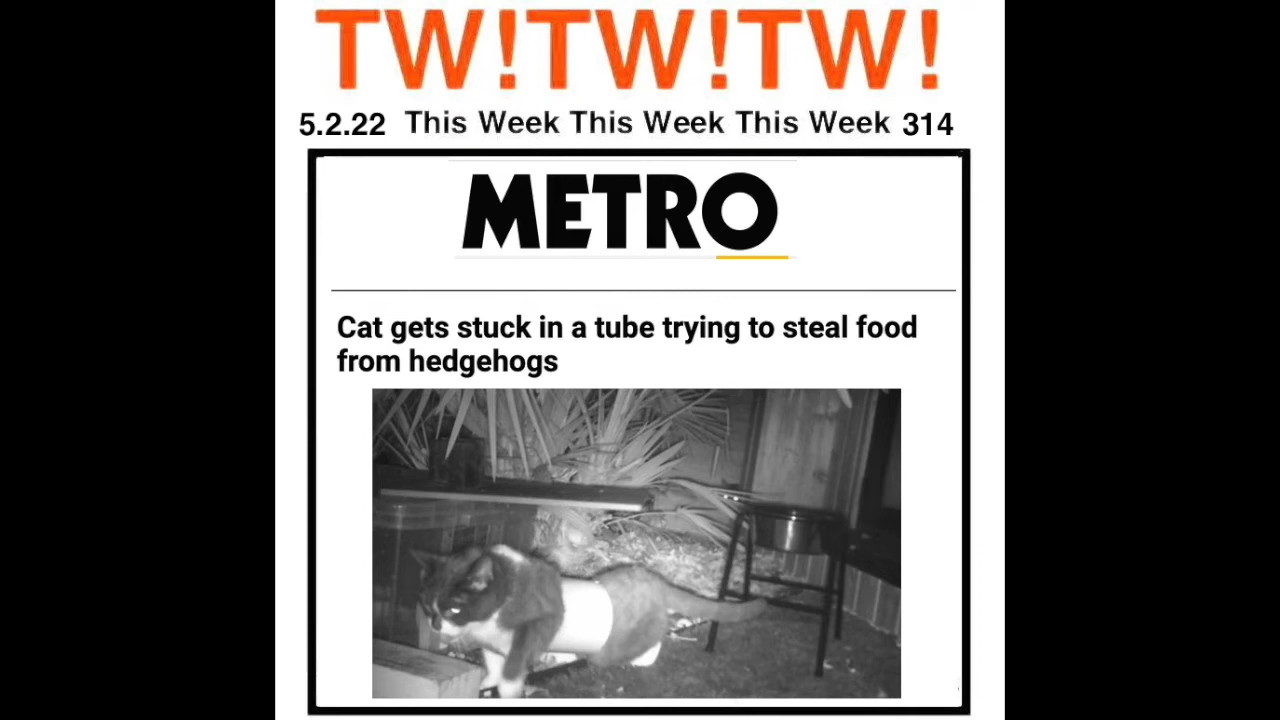 TW!TW!TW!
5.2.22 This Week This Week This Week 314
METRO
Cat gets stuck in a tube trying to steal food
from hedgehogs